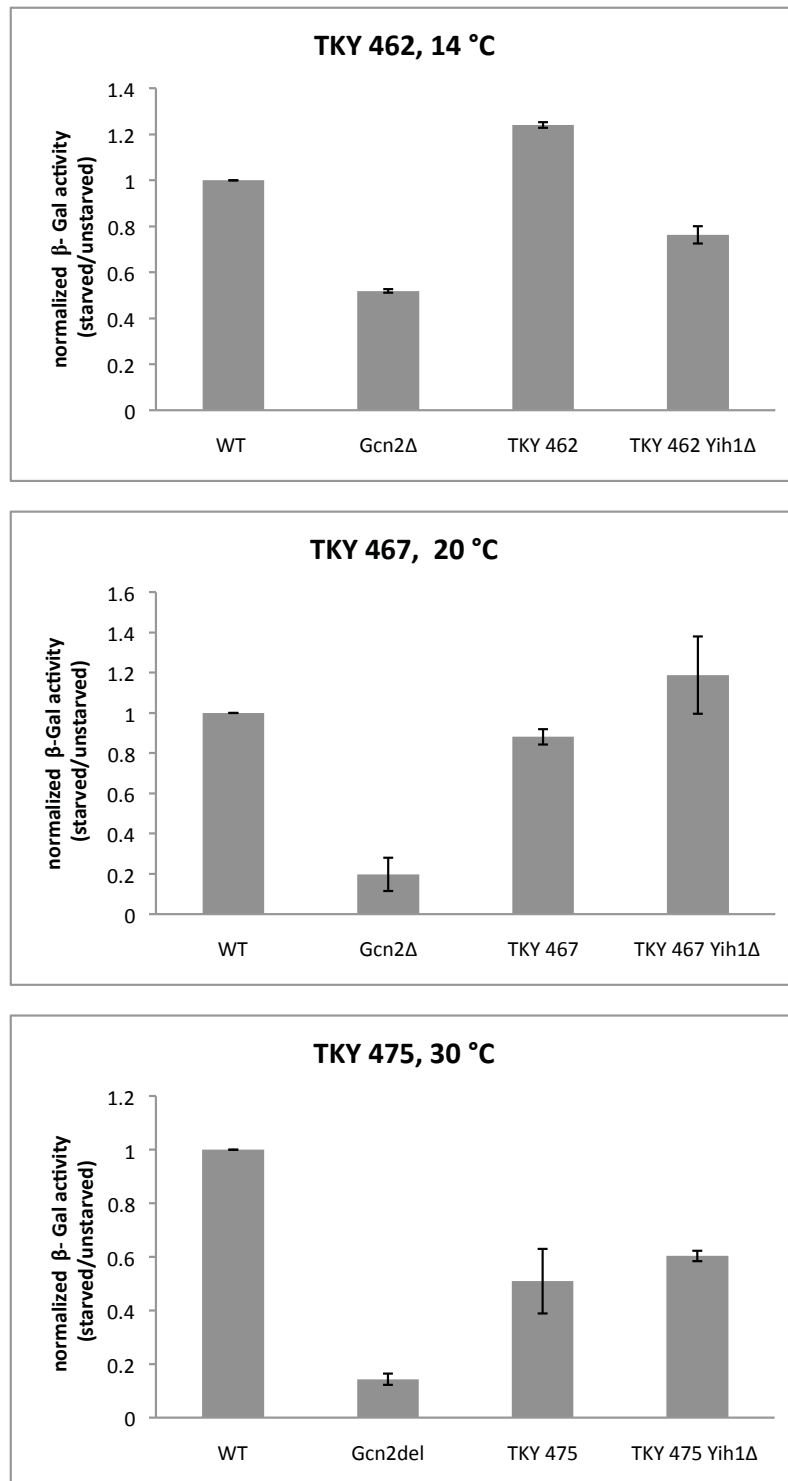 TKY 462, 14 °C
normalized β- Gal activity
(starved/unstarved)
1.4
1.2
1
0.8
0.6
0.4
0.2
0
WT Gcn2Δ TKY 462 TKY 462 Yih1Δ
TKY 467, 20 °C
normalized β-Gal activity
(starved/unstarved)
1.6
1.4
1.2
1
0.8
0.6
0.4
0.2
0
WT Gcn2Δ TKY 467 TKY 467 Yih1Δ
TKY 475, 30 °C
normalized β- Gal activity
(starved/unstarved)
1.2
1
0.8
0.6
0.4
0.2
0
WT Gcn2del TKY 475 TKY 475 Yih1Δ